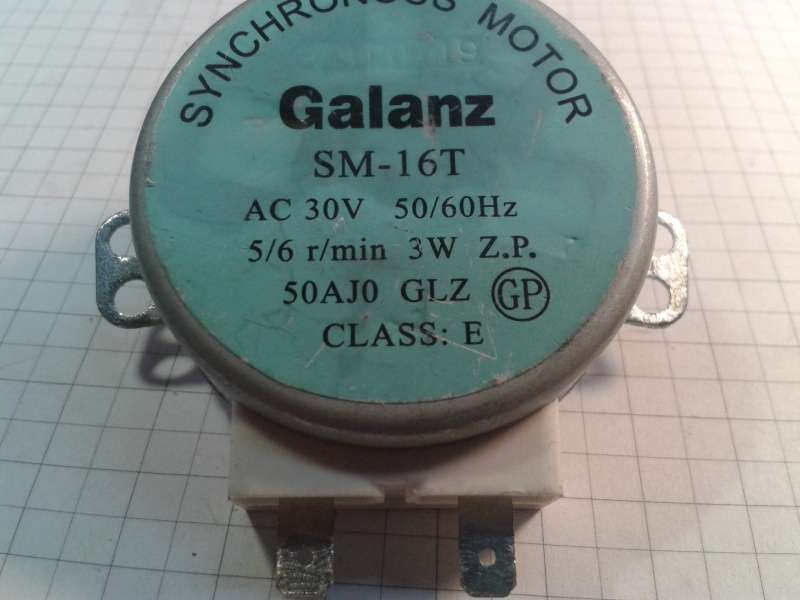 SYNCHRONOUS MOTOR
Galanz
SM-16T
AC 30V 50/60Hz
5/6 r/min 3W Z.P.
50AJ0 GLZ GP
CLASS: E